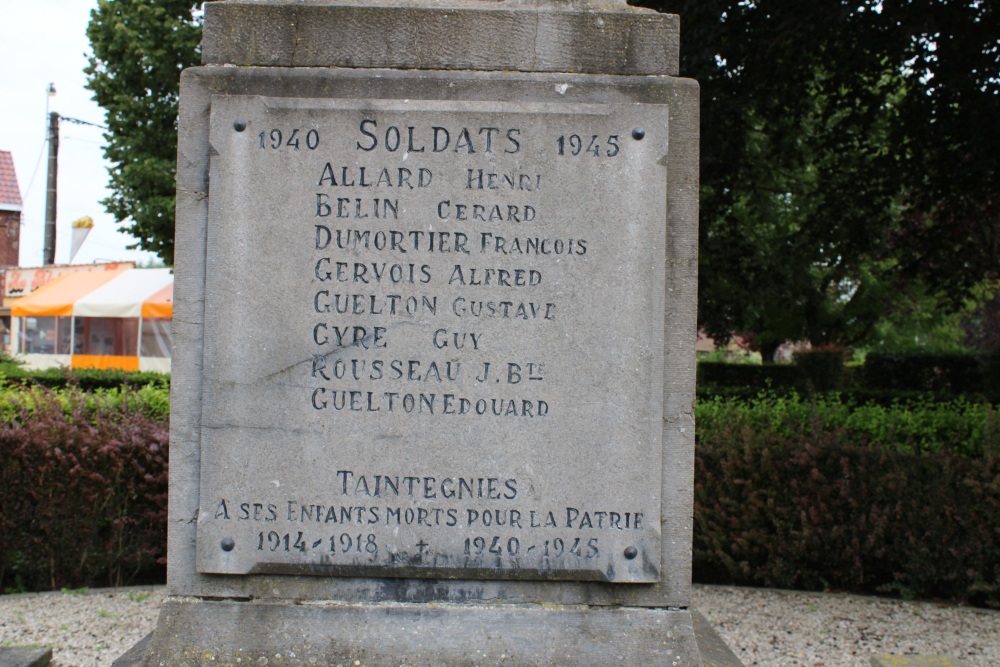 1940 SOLDATS 1945
ALLARD HENRI
BELIN GERARD
DUMORTIER FRANCOIS
GERVOIS ALFRED
GUELTON GUSTAVE
GYRE GUY
ROUSSEAU J. BTE
GUELTON EDOUARD
TAINTEGNIES
A SES ENFANTS MORTS POUR LA PATRIE
1914-1918 + 1940-1945